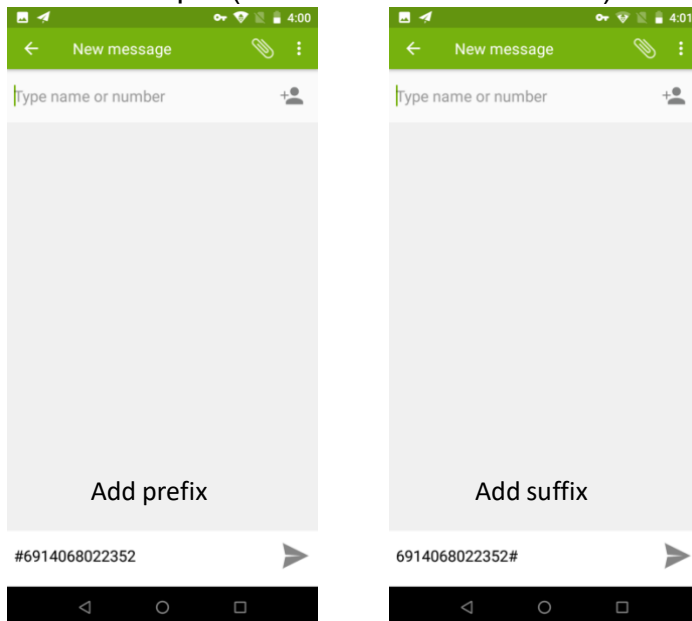 4:00
New message
Type name or number
Add prefix
#6914068022352
4:01
New message
Type name or number
Add suffix
6914068022352#